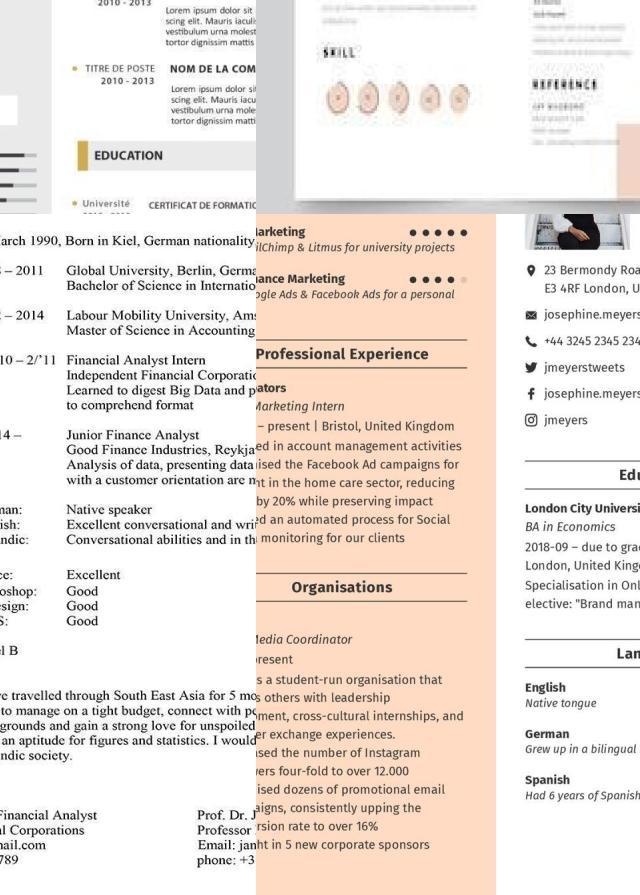 2010 - 2013
Lorem ipsum dolor sit
scing elit. Mauris iaculi
vestibulum urna molest
tortor dignissim mattis
TITRE DE POSTE
2010 - 2013
NOM DE LA COM
Lorem ipsum dolor si
scing elit. Mauris iacu
vestibulum urna mole
tortor dignissim matt
EDUCATION
Université
CERTIFICAT DE FORMATIO
SKILL
REFERENCE
arch 1990, Born in Kiel, German nationality
– 2011
Global University, Berlin, Germa
Bachelor of Science in Internatio
– 2014
Labour Mobility University, Ams
Master of Science in Accounting
10 – 2/'11
Financial Analyst Intern
Independent Financial Corporatio
Learned to digest Big Data and p
to comprehend format
14 –
Junior Finance Analyst
Good Finance Industries, Reykja
Analysis of data, presenting data
with a customer orientation are m
man:
Native speaker
ish:
Excellent conversational and wri
ndic:
Conversational abilities and in th
ce:
Excellent
oshop:
Good
esign:
Good
S:
Good
l B
e travelled through South East Asia for 5 mo
to manage on a tight budget, connect with pe
grounds and gain a strong love for unspoiled
an aptitude for figures and statistics. I would
ndic society.
Financial Analyst
l Corporations
ail.com
789
Prof. Dr. J
Professor
Email: jan
phone: +3
arketing
ilChimp & Litmus for university projects
ance Marketing
ogle Ads & Facebook Ads for a personal
Professional Experience
ators
Marketing Intern
– present | Bristol, United Kingdom
ed in account management activities
ised the Facebook Ad campaigns for
nt in the home care sector, reducing
by 20% while preserving impact
ed an automated process for Social
monitoring for our clients
Organisations
Media Coordinator
present
s a student-run organisation that
s others with leadership
ment, cross-cultural internships, and
er exchange experiences.
ased the number of Instagram
wers four-fold to over 12.000
ised dozens of promotional email
aigns, consistently upping the
rsion rate to over 16%
ht in 5 new corporate sponsors
23 Bermondy Roa
E3 4RF London, U
josephine.meyers
+44 3245 2345 234
jmeyerstweets
josephine.meyers
jmeyers
Edu
London City Universi
BA in Economics
2018-09 – due to gra
London, United King
Specialisation in Onl
elective: "Brand man
Lan
English
Native tongue
German
Grew up in a bilingual
Spanish
Had 6 years of Spanish